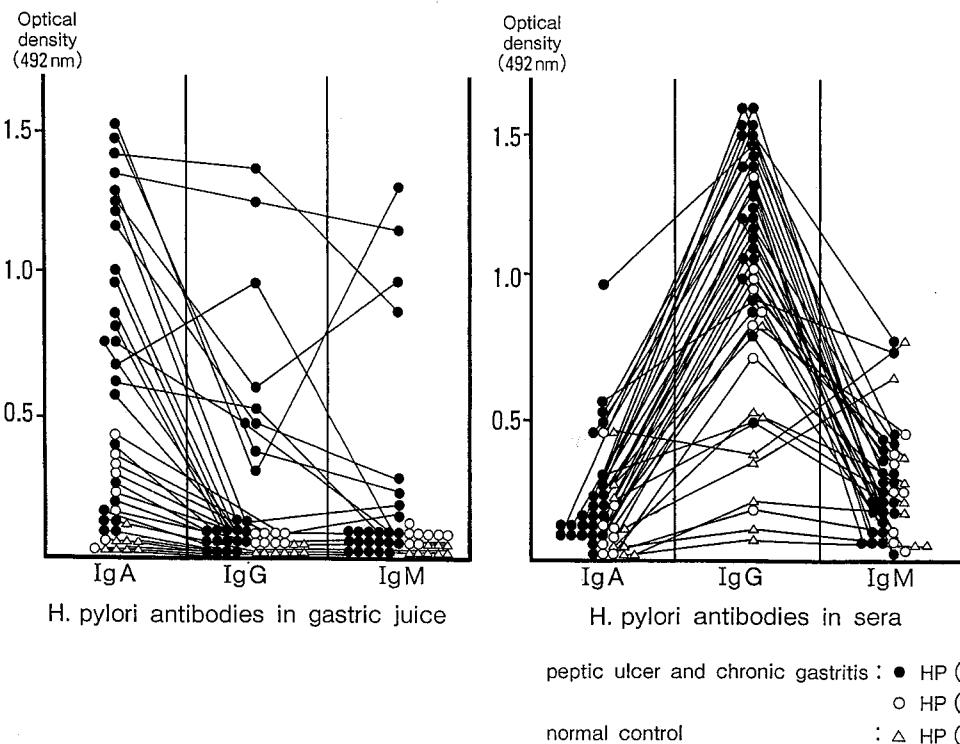 Optical
density
(492 nm)
1.5
1.0
0.5
IgA
IgG
IgM
H. pylori antibodies in gastric juice
Optical
density
(492 nm)
1.5
1.0
0.5
IgA
IgG
IgM
H. pylori antibodies in sera
peptic ulcer and chronic gastritis : ● HP (
○ HP (
normal control : △ HP (